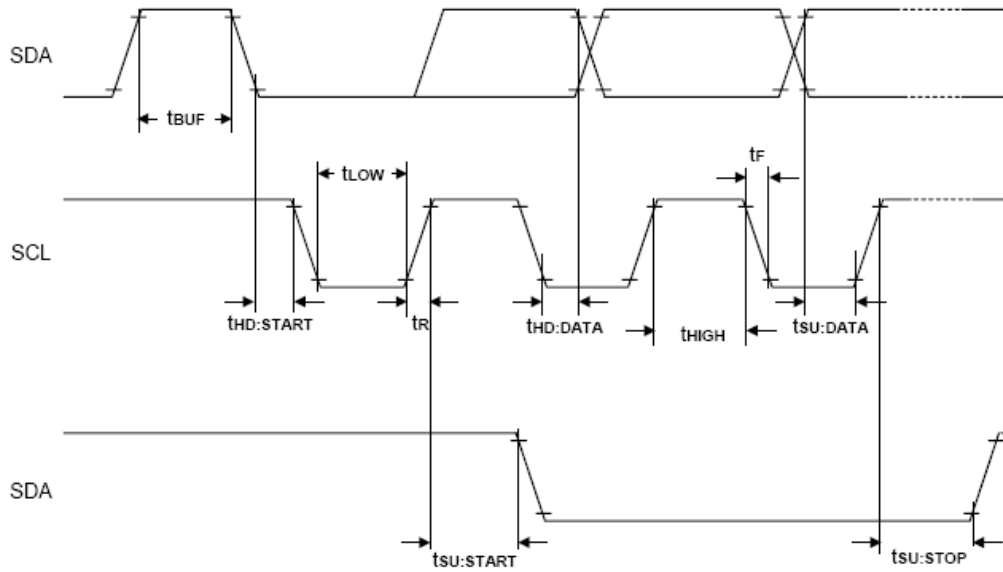 SDA
tBUF
tLOW
tF
SCL
tHD:START
tR
tHD:DATA
tHIGH
tSU:DATA
SDA
tSU:START
tSU:STOP